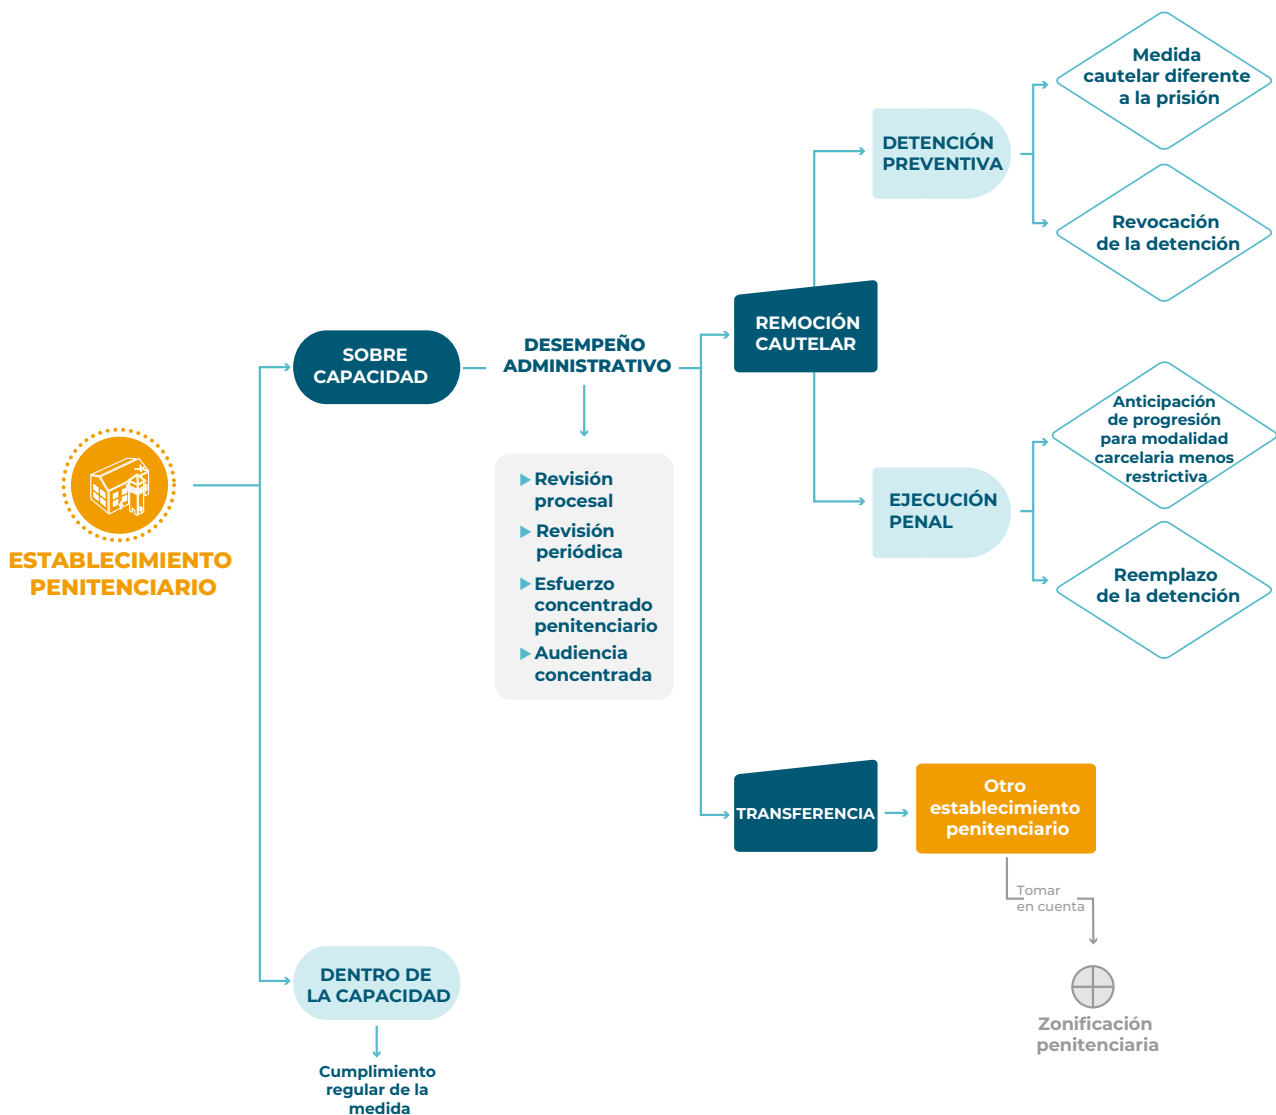 ESTABLECIMIENTO
PENITENCIARIO
SOBRE
CAPACIDAD
DESEMPEÑO
ADMINISTRATIVO
Revisión
procesal
Revisión
periódica
Esfuerzo
concentrado
penitenciario
Audiencia
concentrada
REMOCIÓN
CAUTELAR
DETENCIÓN
PREVENTIVA
Medida
cautelar diferente
a la prisión
Revocación
de la detención
EJECUCIÓN
PENAL
Anticipación
de progresión
para modalidad
carcelaria menos
restrictiva
Reemplazo
de la detención
TRANSFERENCIA
Otro
establecimiento
penitenciario
Tomar
en cuenta
Zonificación
penitenciaria
DENTRO DE
LA CAPACIDAD
Cumplimiento
regular de la
medida